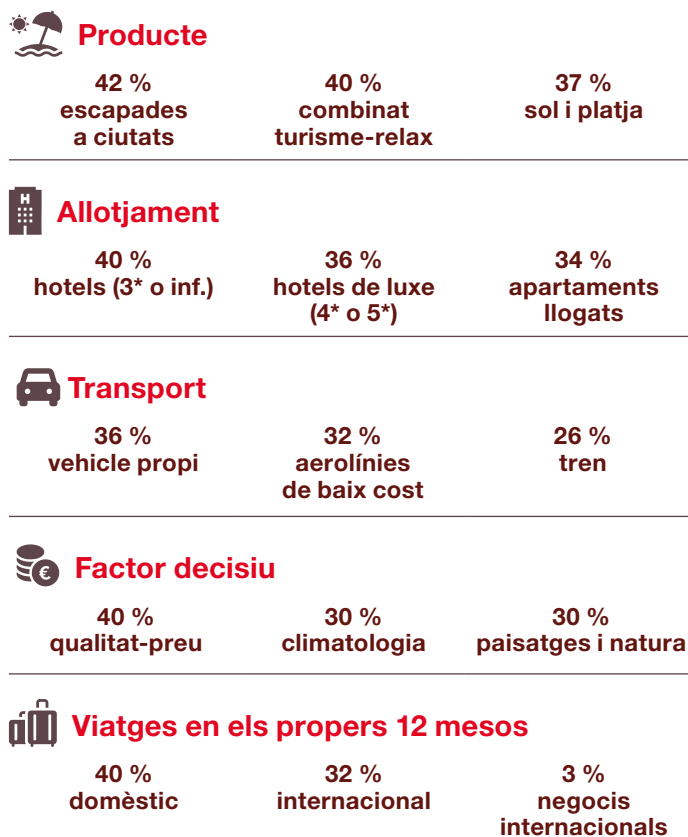 Producte
42 %
escapades
a ciutats
40 %
combinat
turisme-relax
37 %
sol i platja
H
Allotjament
40 %
hotels (3* o inf.)
36 %
hotels de luxe
(4* o 5*)
34 %
apartaments
llogats
Transport
36 %
vehicle propi
32 %
aerolínies
de baix cost
26 %
tren
€
Factor decisiu
40 %
qualitat-preu
30 %
climatologia
30 %
paisatges i natura
Viatges en els propers 12 mesos
40 %
domèstic
32 %
internacional
3 %
negocis
internacionals